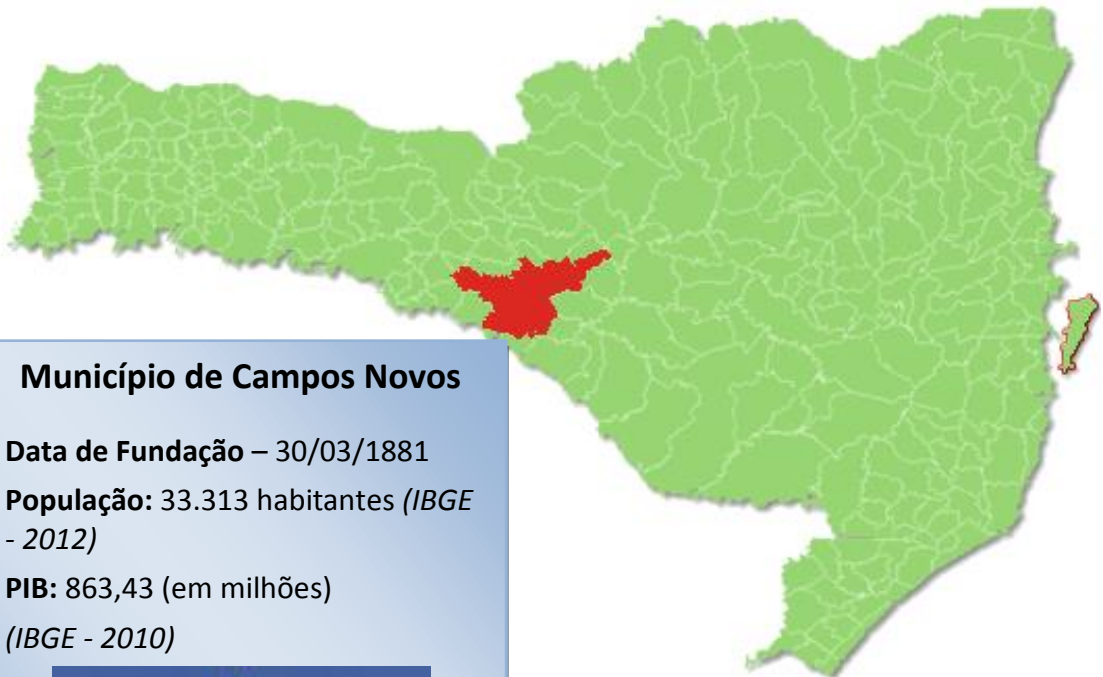 Município de Campos Novos
Data de Fundação – 30/03/1881
População: 33.313 habitantes (IBGE
- 2012)
PIB: 863,43 (em milhões)
(IBGE - 2010)